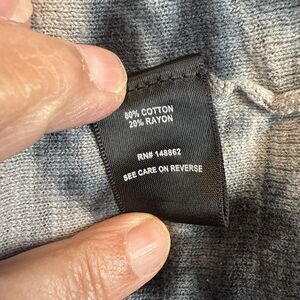 80% COTTON
20% RAYON
RN# 148862
SEE CARE ON REVERSE